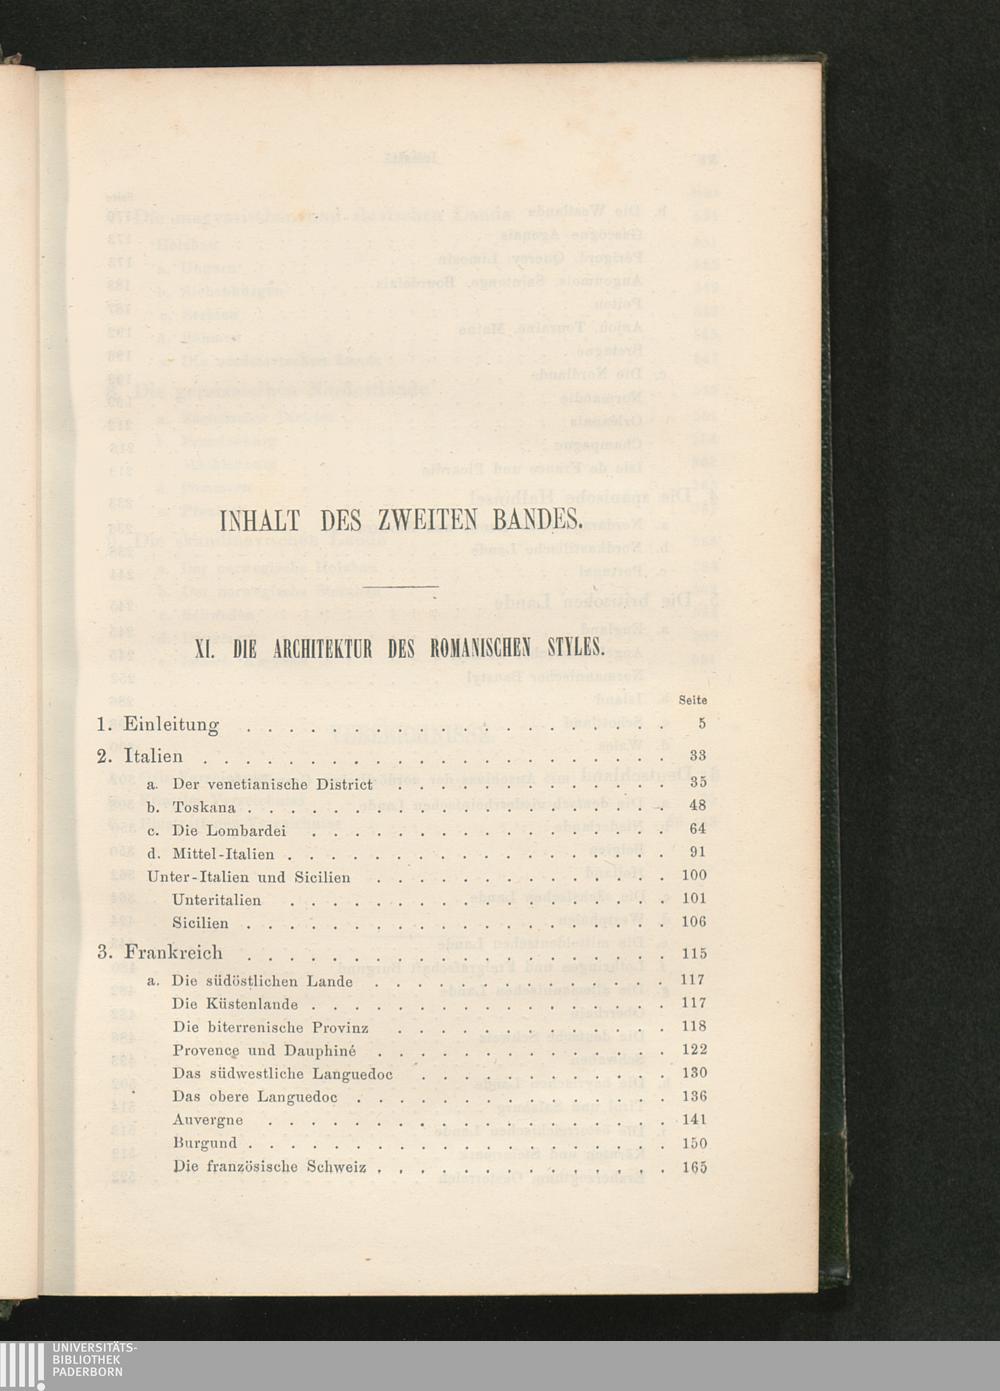 INHALT DES ZWEITEN BANDES.
XI. DIE ARCHITEKTUR DES ROMANISCHEN STYLES.
Seite
1. Einleitung . . . . . . . . . . . . . . . . 5
2. Italien . . . . . . . . . . . . . . . . 33
a. Der venetianische District . . . . . . . . . . 35
b. Toskana . . . . . . . . . . . . . . . 48
c. Die Lombardei . . . . . . . . . . . . . 64
d. Mittel-Italien . . . . . . . . . . . . . . 91
Unter-Italien und Sicilien . . . . . . . . . . . 100
Unteritalien . . . . . . . . . . . . . . 101
Sicilien . . . . . . . . . . . . . . . 106
3. Frankreich . . . . . . . . . . . . . . . 115
a. Die südöstlichen Lande . . . . . . . . . . . 117
Die Küstenlande . . . . . . . . . . . . . 117
Die biterrenische Provinz . . . . . . . . . . 118
Provence und Dauphiné . . . . . . . . . . . 122
Das südwestliche Languedoc . . . . . . . . . 130
Das obere Languedoc . . . . . . . . . . . 136
Auvergne . . . . . . . . . . . . . . 141
Burgund . . . . . . . . . . . . . . . 150
Die französische Schweiz . . . . . . . . . . . 165
UNIVERSITÄTS-
BIBLIOTHEK
PADERBORN